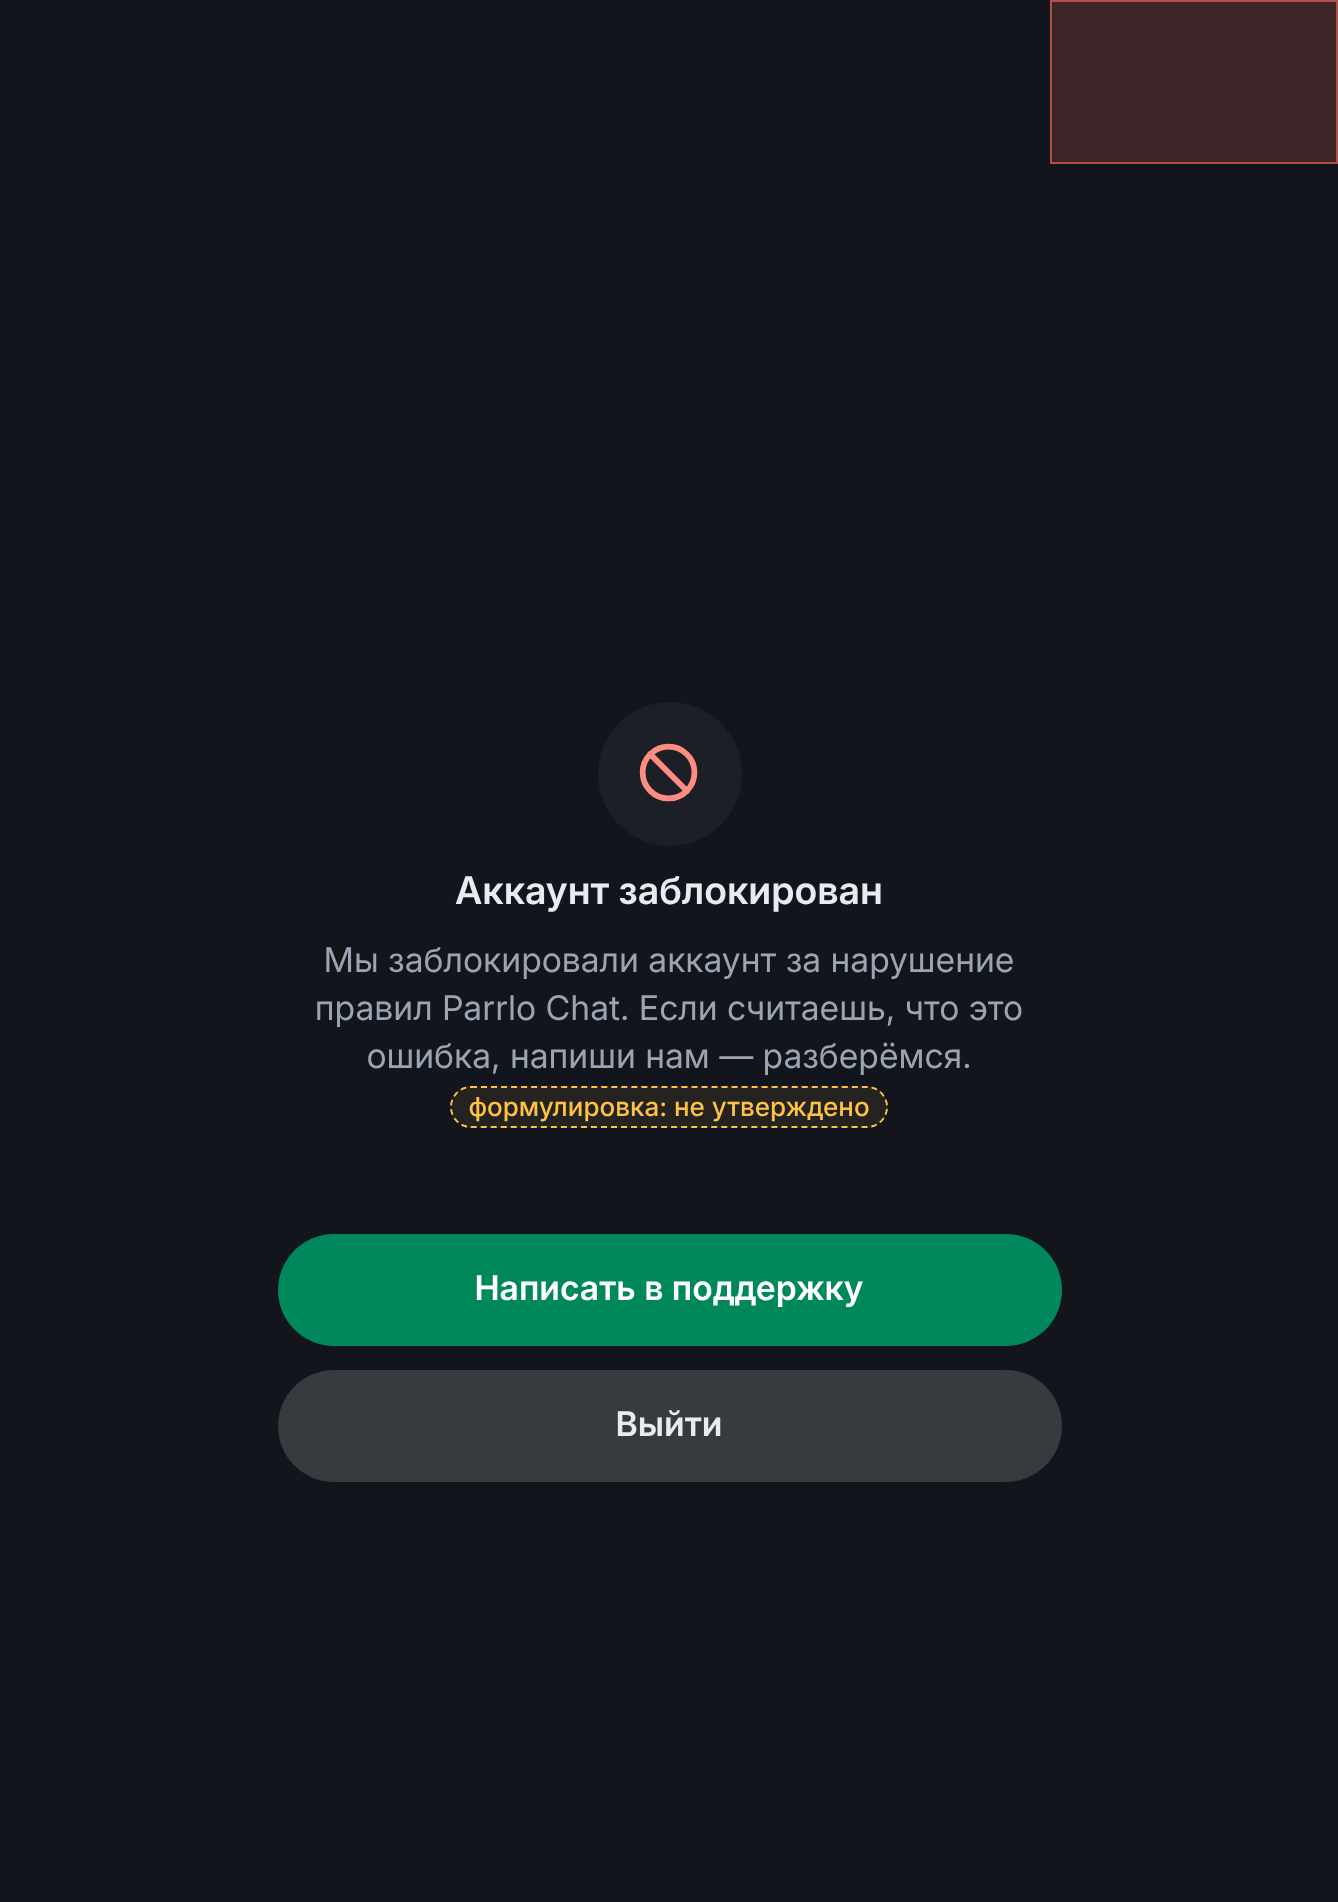 Аккаунт заблокирован
Мы заблокировали аккаунт за нарушение
правил Parrlo Chat. Если считаешь, что это
ошибка, напиши нам — разберёмся.
формулировка: не утверждено
Написать в поддержку
Выйти